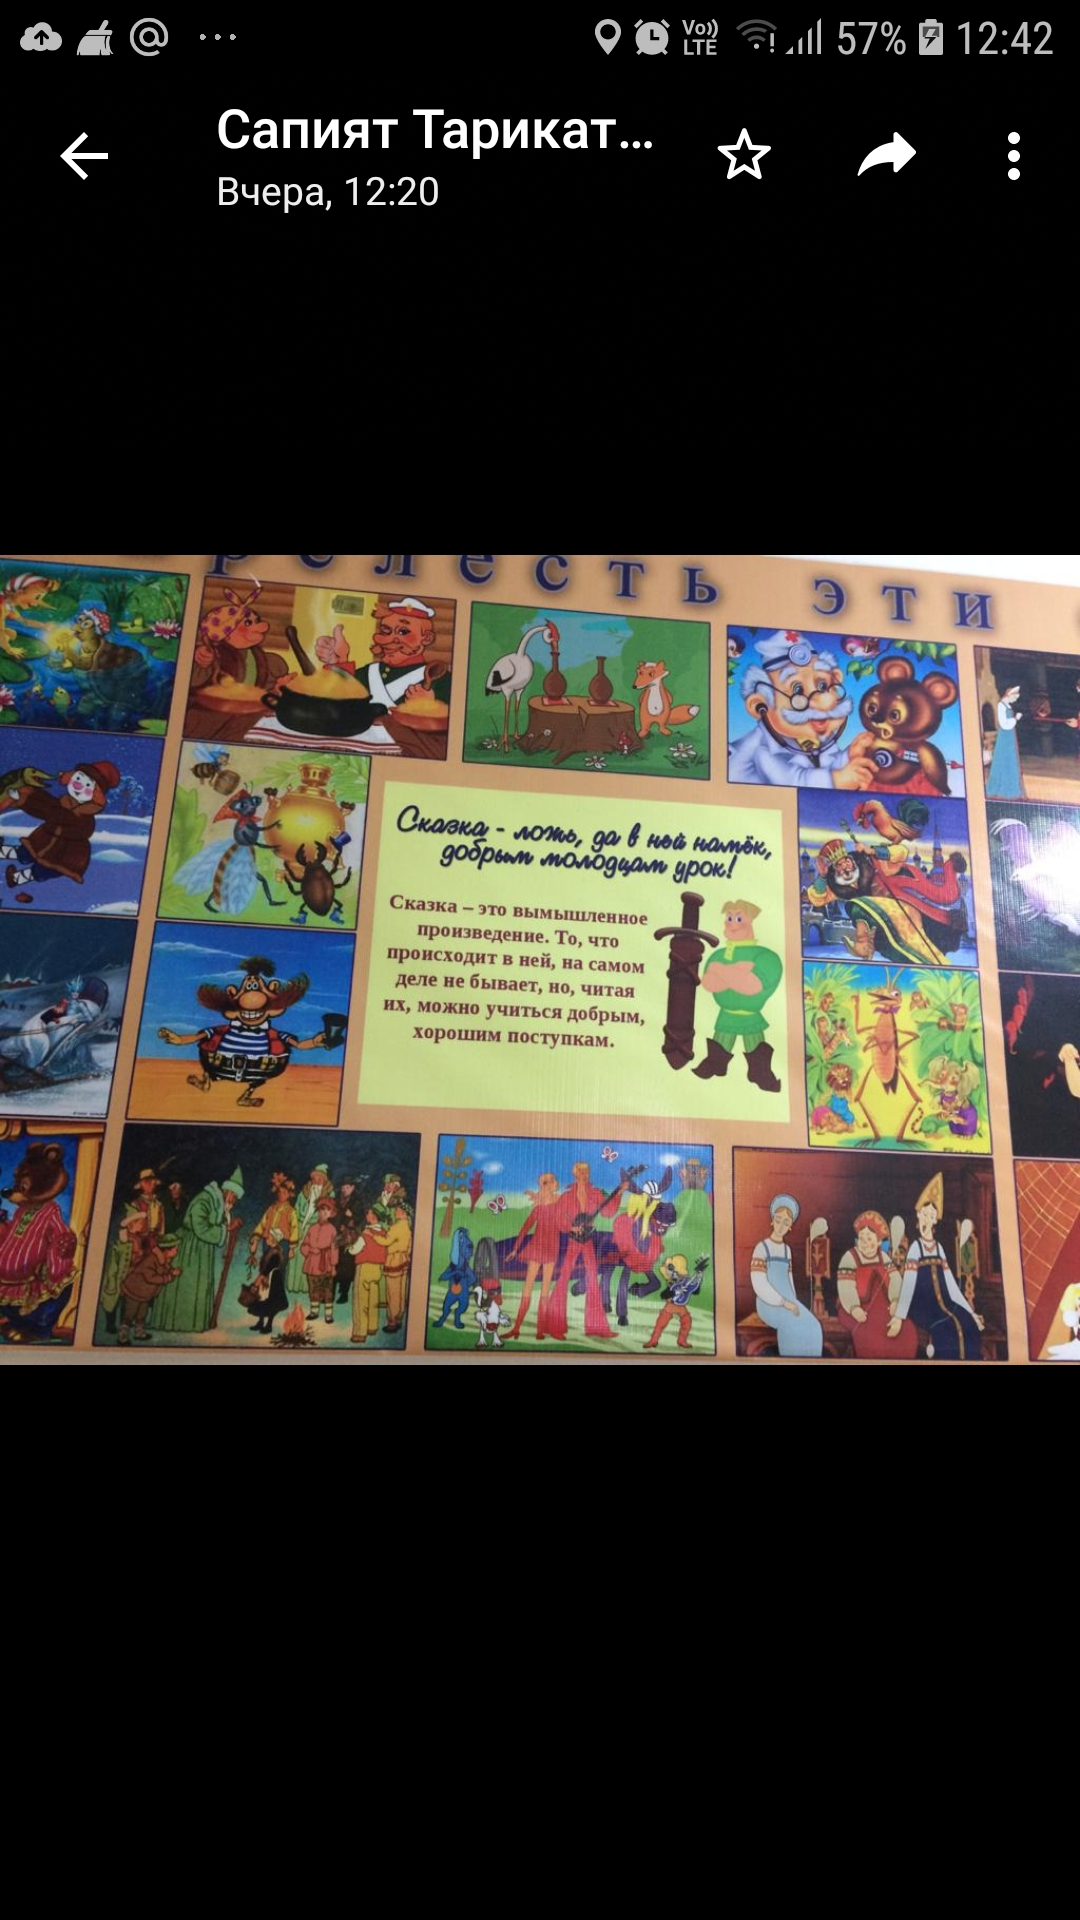 Vo))
LTE
57%
12:42
Сапият Тарикат...
Вчера, 12:20
релесть эти
Сказка - ложь, да в ней намёк,
добрым молодцам урок!
Сказка – это вымышленное
произведение. То, что
происходит в ней, на самом
деле не бывает, но, читая
их, можно учиться добрым,
хорошим поступкам.